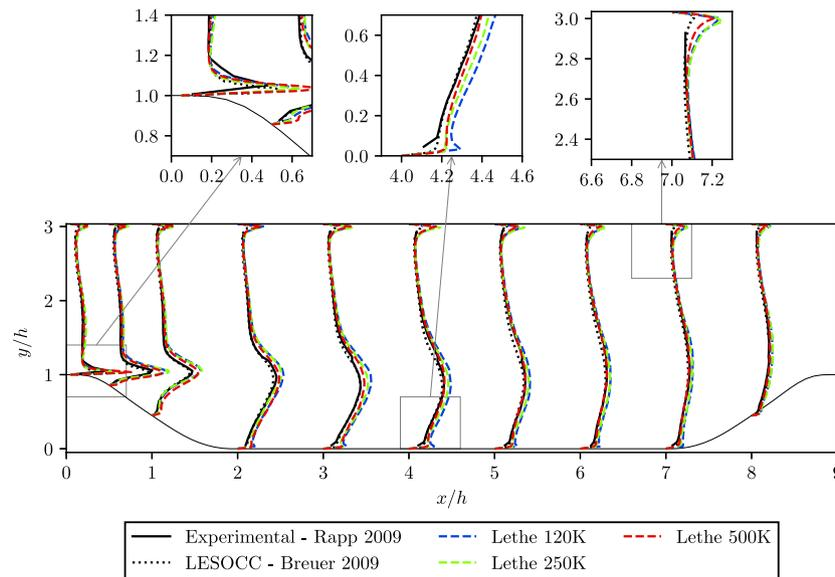 1.4
1.2
1.0
0.8
0.0 0.2 0.4 0.6
0.6
0.4
0.2
0.0
4.0 4.2 4.4 4.6
3.0
2.8
2.6
2.4
6.6 6.8 7.0 7.2
3
2
1
0
y/h
0 1 2 3 4 5 6 7 8 9
x/h
Experimental - Rapp 2009
LESOCC - Breuer 2009
Lethe 120K
Lethe 250K
Lethe 500K